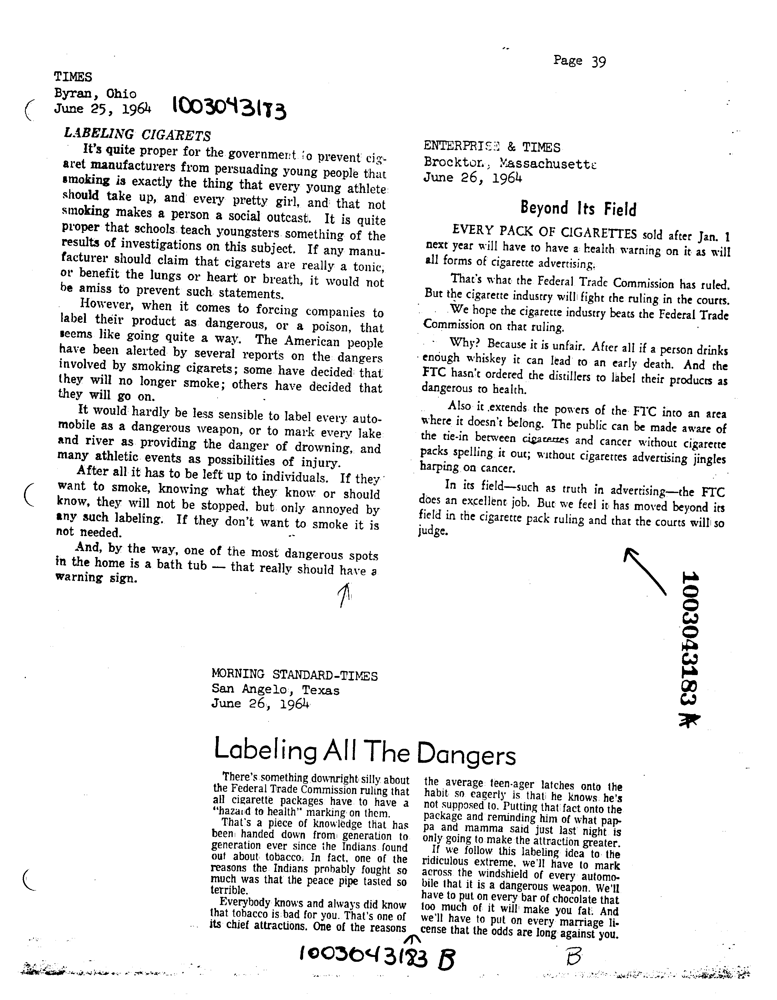 Page 39
TIMES
Byran, Ohio
June 25, 1964 1003043173
LABELING CIGARETS
It's quite proper for the government to prevent cig-
aret manufacturers from persuading young people that
smoking is exactly the thing that every young athlete
should take up, and every pretty girl, and that not
smoking makes a person a social outcast. It is quite
proper that schools teach youngsters something of the
results of investigations on this subject. If any manu-
facturer should claim that cigarets are really a tonic,
or benefit the lungs or heart or breath, it would not
be amiss to prevent such statements.
However, when it comes to forcing companies to
label their product as dangerous, or a poison, that
seems like going quite a way. The American people
have been alerted by several reports on the dangers
involved by smoking cigarets; some have decided that
they will no longer smoke; others have decided that
they will go on.
It would hardly be less sensible to label every auto-
mobile as a dangerous weapon, or to mark every lake
and river as providing the danger of drowning, and
many athletic events as possibilities of injury.
After all it has to be left up to individuals. If they
want to smoke, knowing what they know or should
know, they will not be stopped, but only annoyed by
any such labeling. If they don't want to smoke it is
not needed.
And, by the way, one of the most dangerous spots
in the home is a bath tub — that really should have a
warning sign.
ENTERPRISE & TIMES
Brockton, Massachusetts
June 26, 1964
Beyond Its Field
EVERY PACK OF CIGARETTES sold after Jan. 1
next year will have to have a health warning on it as will
all forms of cigarette advertising.
That's what the Federal Trade Commission has ruled.
But the cigarette industry will fight the ruling in the courts.
We hope the cigarette industry beats the Federal Trade
Commission on that ruling.
Why? Because it is unfair. After all if a person drinks
enough whiskey it can lead to an early death. And the
FTC hasn't ordered the distillers to label their products as
dangerous to health.
Also it extends the powers of the FTC into an area
where it doesn't belong. The public can be made aware of
the tie-in between cigarettes and cancer without cigarette
packs spelling it out; without cigarettes advertising jingles
harping on cancer.
In its field—such as truth in advertising—the FTC
does an excellent job. But we feel it has moved beyond its
field in the cigarette pack ruling and that the courts will so
judge.
1003043183 A
MORNING STANDARD-TIMES
San Angelo, Texas
June 26, 1964
Labeling All The Dangers
There's something downright silly about
the Federal Trade Commission ruling that
all cigarette packages have to have a
"hazard to health" marking on them.
That's a piece of knowledge that has
been handed down from generation to
generation ever since the Indians found
out about tobacco. In fact, one of the
reasons the Indians probably fought so
much was that the peace pipe tasted so
terrible.
Everybody knows and always did know
that tobacco is bad for you. That's one of
its chief attractions. One of the reasons
the average teen-ager latches onto the
habit so eagerly is that he knows he's
not supposed to. Putting that fact onto the
package and reminding him of what pap-
pa and mamma said just last night is
only going to make the attraction greater.
If we follow this labeling idea to the
ridiculous extreme, we'll have to mark
across the windshield of every automo-
bile that it is a dangerous weapon. We'll
have to put on every bar of chocolate that
too much of it will make you fat. And
we'll have to put on every marriage li-
cense that the odds are long against you.
1003043183 B
B